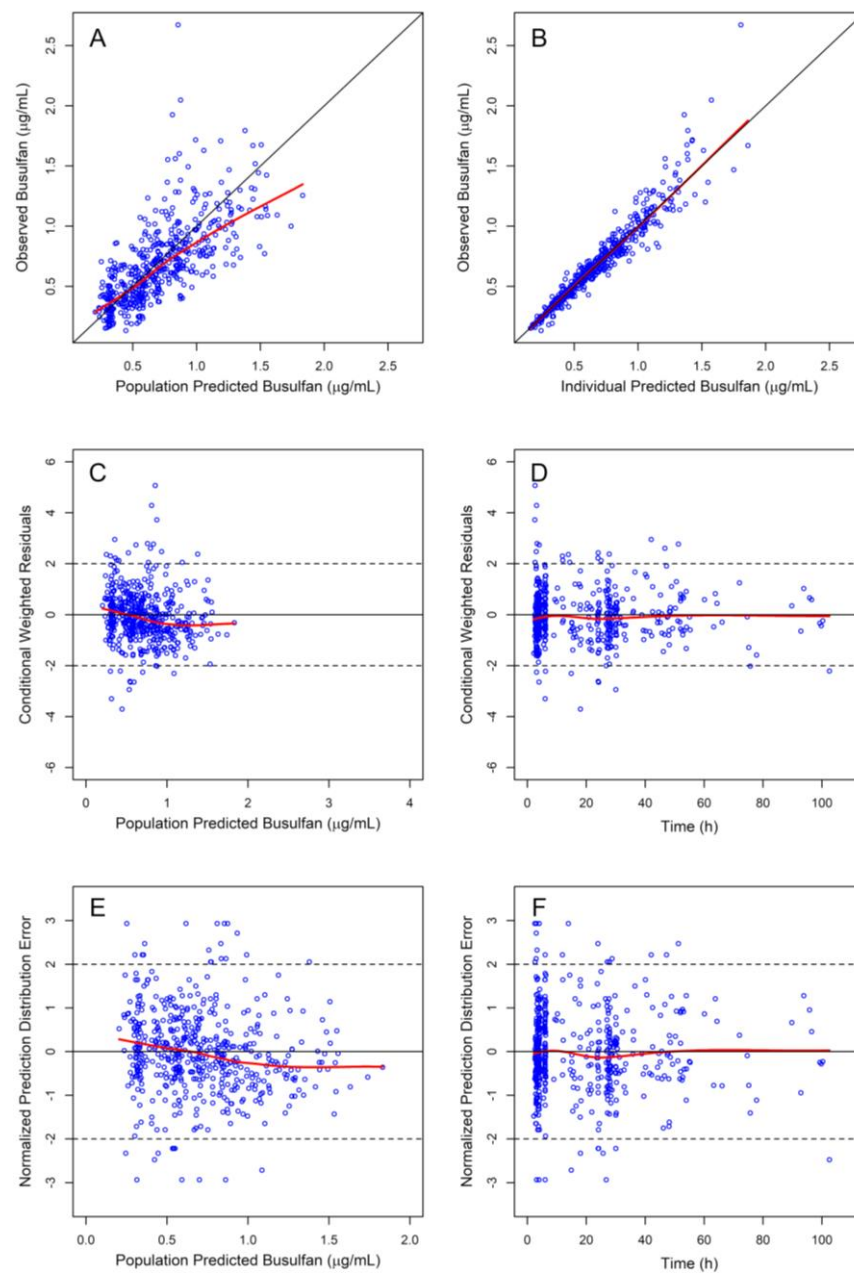 A
Observed Busulfan (μg/mL)
0.5 1.0 1.5 2.0 2.5
0.5 1.0 1.5 2.0 2.5
Population Predicted Busulfan (μg/mL)
B
Observed Busulfan (μg/mL)
0.5 1.0 1.5 2.0 2.5
0.5 1.0 1.5 2.0 2.5
Individual Predicted Busulfan (μg/mL)
C
Conditional Weighted Residuals
-6 -4 -2 0 2 4 6
0 1 2 3 4
Population Predicted Busulfan (μg/mL)
D
Conditional Weighted Residuals
-6 -4 -2 0 2 4 6
0 20 40 60 80 100
Time (h)
E
Normalized Prediction Distribution Error
-3 -2 -1 0 1 2 3
0.0 0.5 1.0 1.5 2.0
Population Predicted Busulfan (μg/mL)
F
Normalized Prediction Distribution Error
-3 -2 -1 0 1 2 3
0 20 40 60 80 100
Time (h)